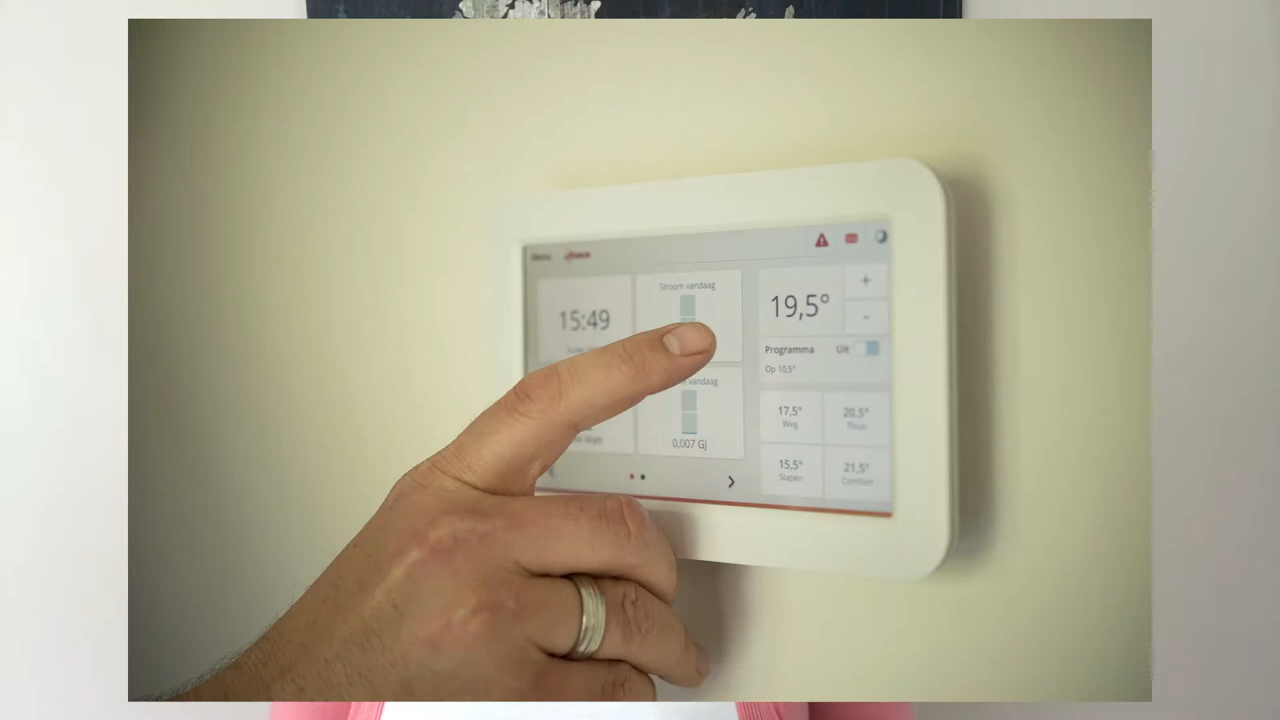 15:49
Stroom vandaag
vandaag
0,007 GJ
19,5°
+
-
Programma Uit
Op 10,5°
17,5°
Weg
20,5°
Thuis
15,5°
Slapen
21,5°
Comfort